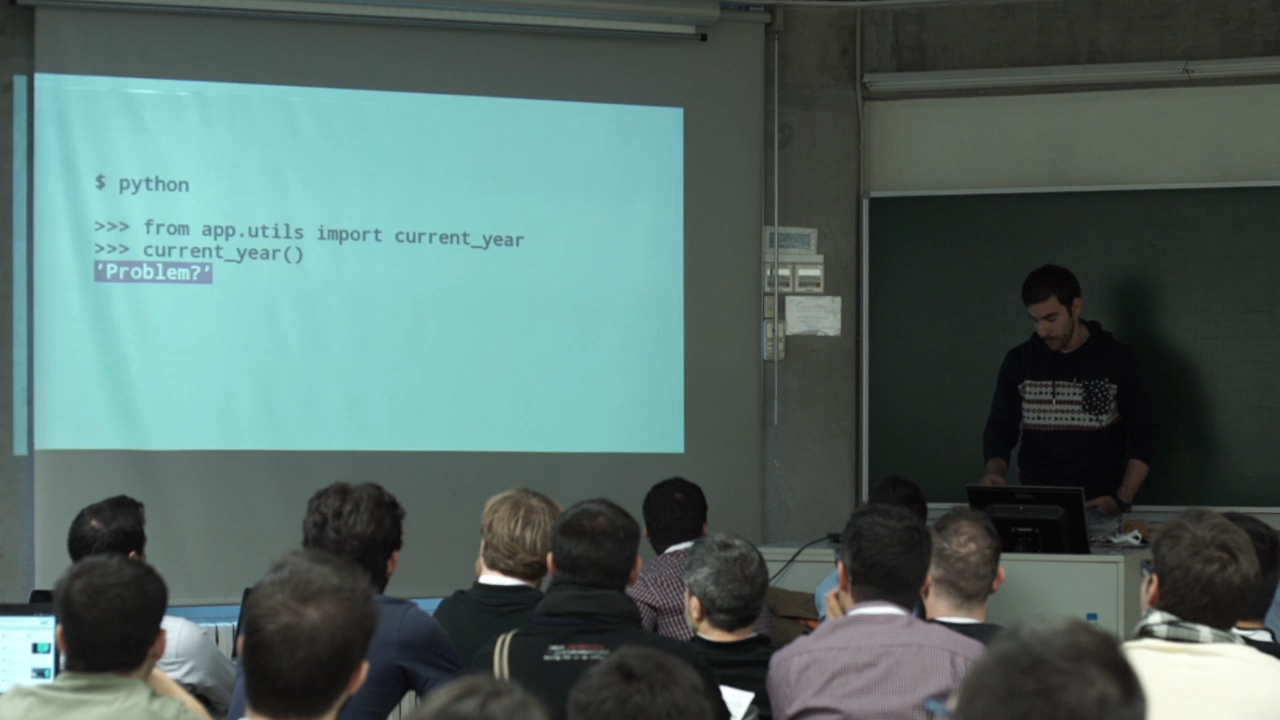 $ python
>>> from app.utils import current_year
>>> current_year()
‘Problem?’